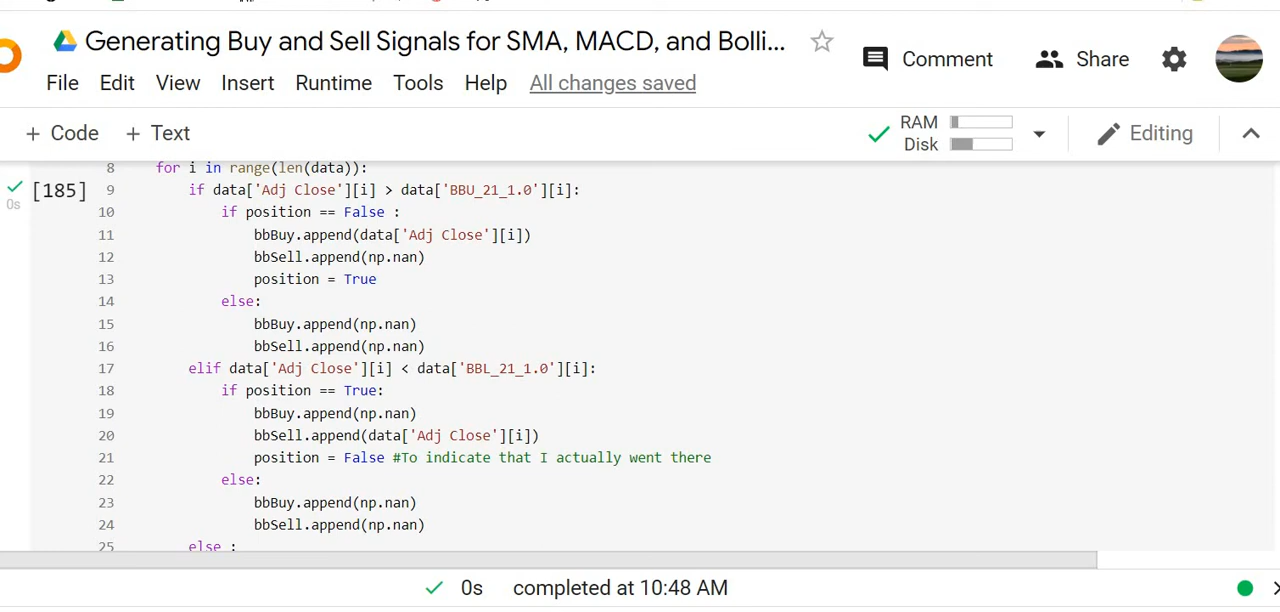 Generating Buy and Sell Signals for SMA, MACD, and Bolli...
Comment
Share
File Edit View Insert Runtime Tools Help All changes saved
+ Code + Text
RAM
Disk
Editing
8 for i in range(len(data)):
[185] 9 if data['Adj Close'][i] > data['BBU_21_1.0'][i]:
0s
10 if position == False :
11 bbBuy.append(data['Adj Close'][i])
12 bbSell.append(np.nan)
13 position = True
14 else:
15 bbBuy.append(np.nan)
16 bbSell.append(np.nan)
17 elif data['Adj Close'][i] < data['BBL_21_1.0'][i]:
18 if position == True:
19 bbBuy.append(np.nan)
20 bbSell.append(data['Adj Close'][i])
21 position = False #To indicate that I actually went there
22 else:
23 bbBuy.append(np.nan)
24 bbSell.append(np.nan)
25 else :
0s completed at 10:48 AM